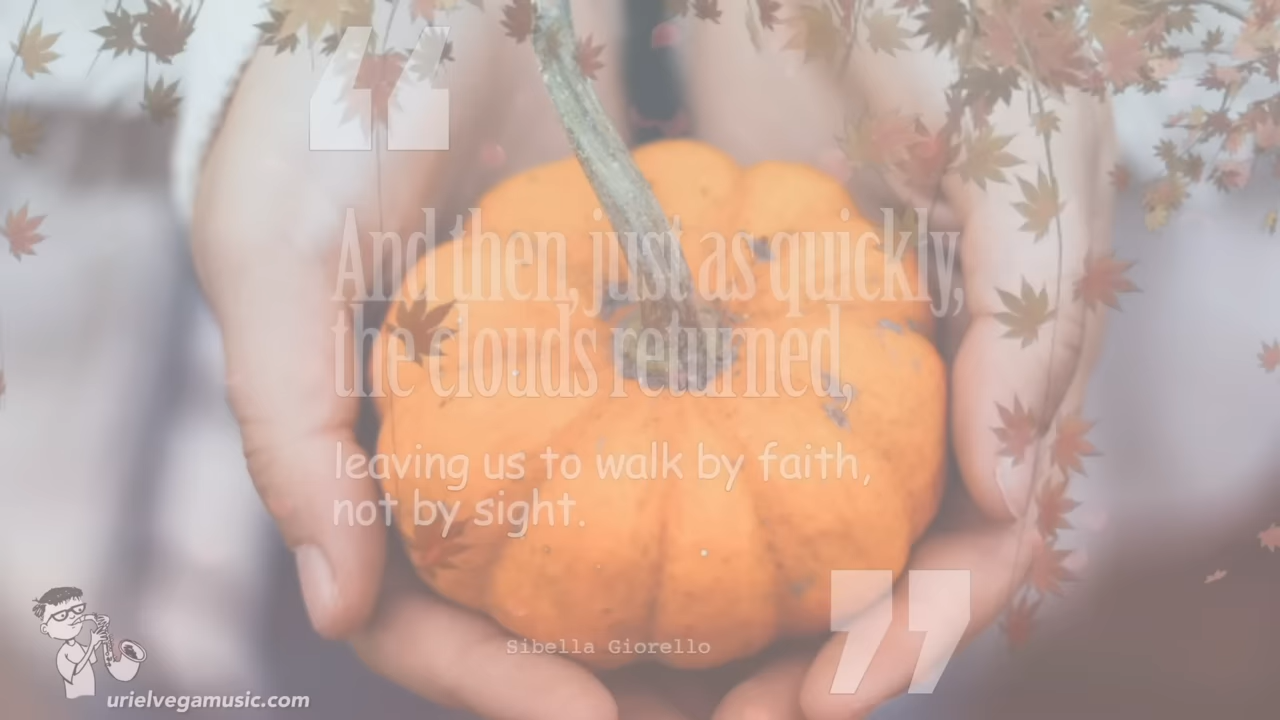 “
And then, just as quickly,
the clouds returned,
leaving us to walk by faith,
not by sight.
”
Sibella Giorello
urielvegamusic.com